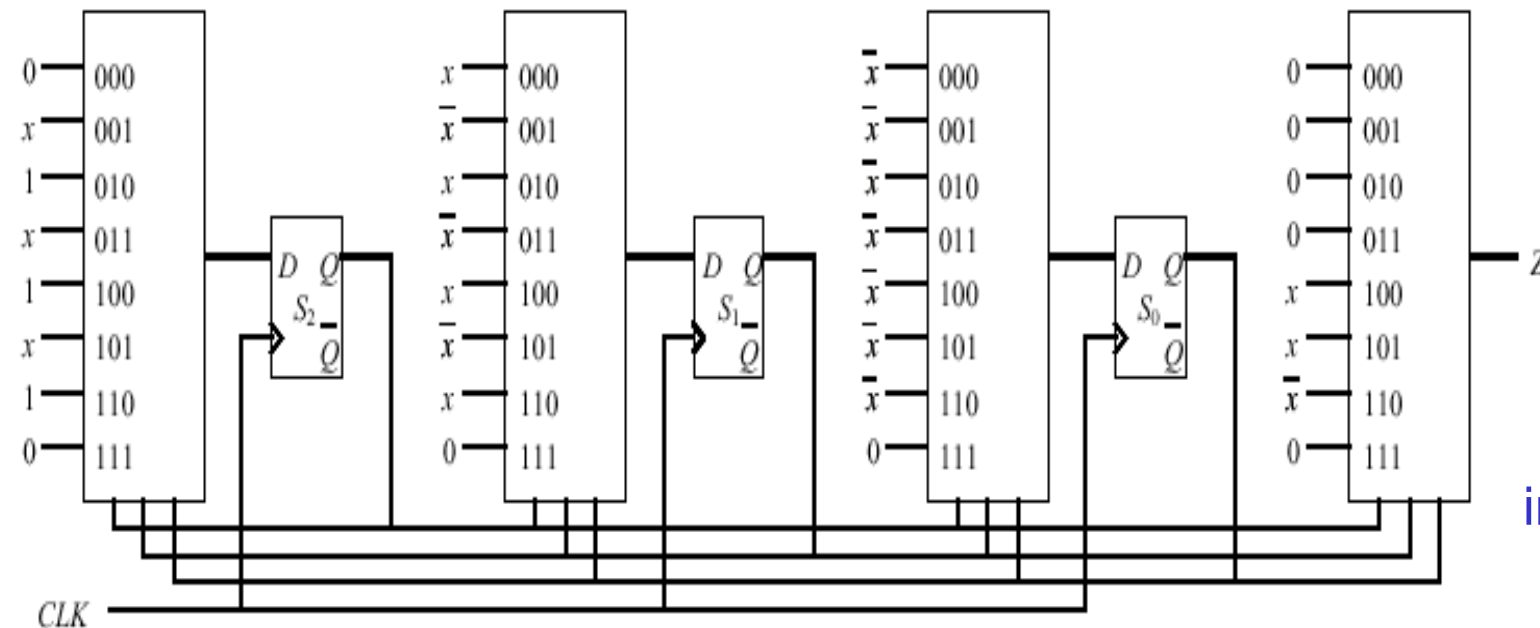 0 000 x 000 x̅ 000 0 000
x 001 x̅ 001 x̅ 001 0 001
1 010 x 010 x̅ 010 0 010
x 011 x̅ 011 x̅ 011 0 011
D Q D Q D Q Z
1 100 x 100 x̅ 100 x 100
S₂ S₁ S₀
x 101 x̅ 101 x̅ 101 x 101
Q̅ Q̅ Q̅
1 110 x 110 x̅ 110 x̅ 110
0 111 0 111 0 111 0 111
CLK